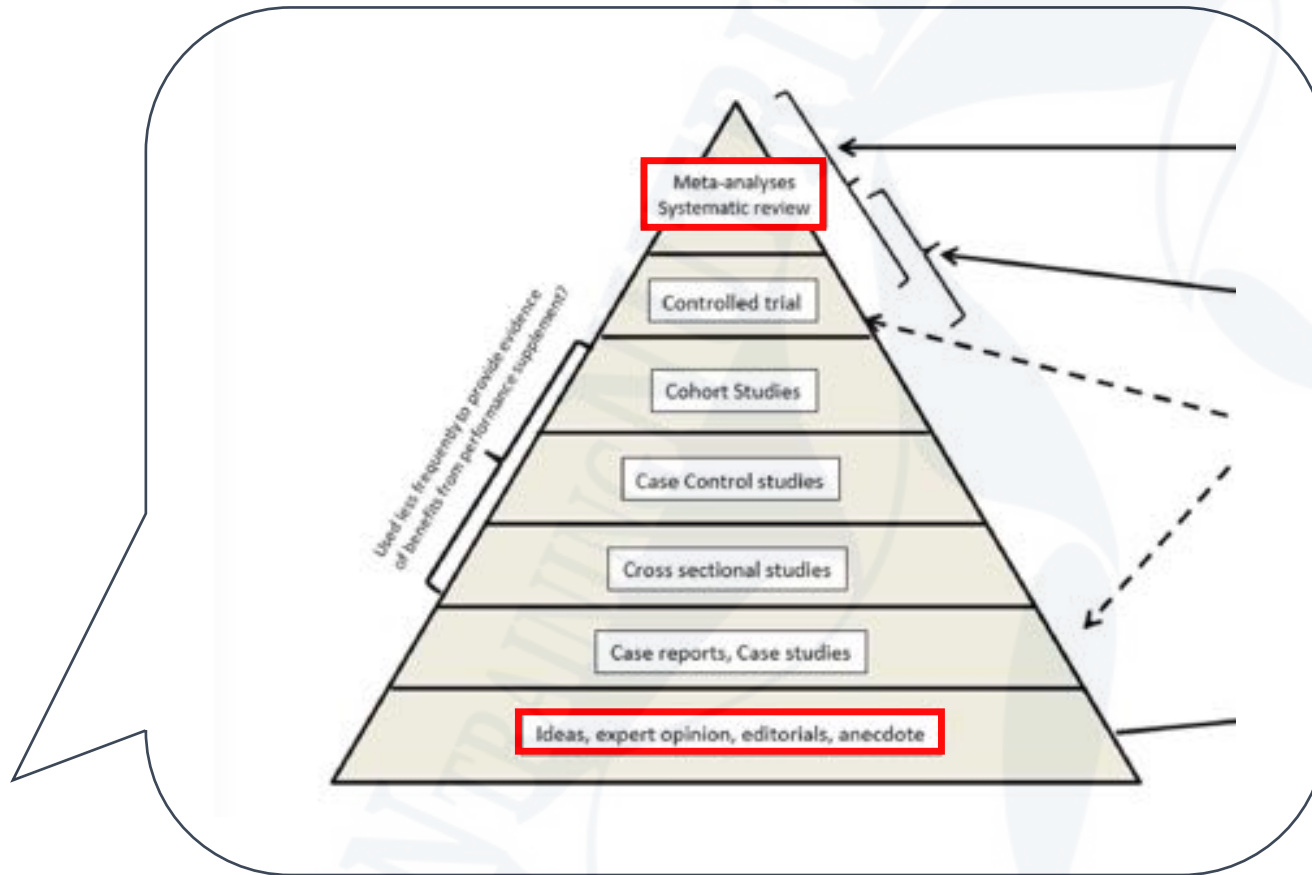 Meta-analyses
Systematic review
Controlled trial
Cohort Studies
Case Control studies
Cross sectional studies
Case reports, Case studies
Ideas, expert opinion, editorials, anecdote
Used less frequently to provide evidence
of benefits from performance supplement?